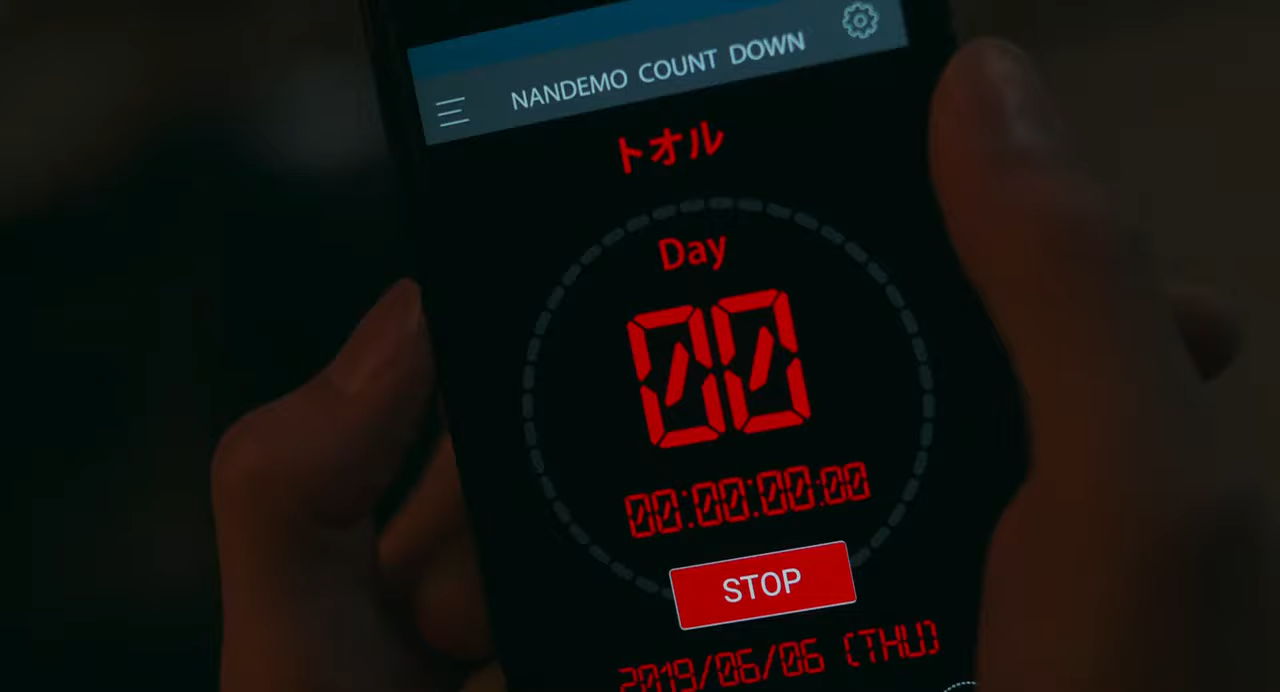 NANDEMO COUNT DOWN
トオル
Day
00
00:00:00:00
STOP
2019/06/06 (THU)